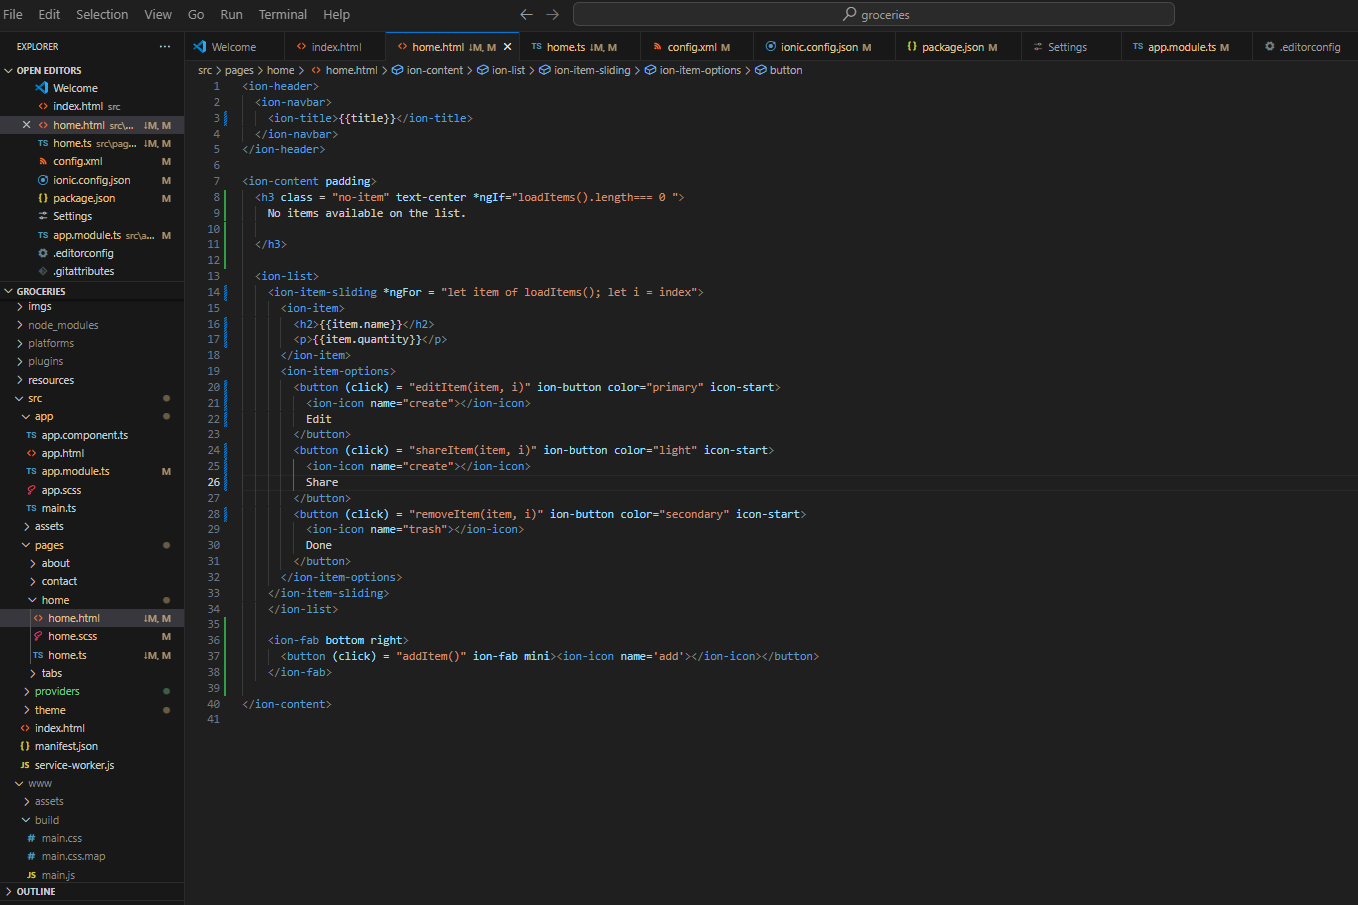 File Edit Selection View Go Run Terminal Help groceries
EXPLORER ···
OPEN EDITORS
Welcome
index.html src
home.html src\... ↓M, M
home.ts src\pag... ↓M, M
config.xml M
ionic.config.json M
package.json M
Settings
app.module.ts src\a... M
.editorconfig
.gitattributes
GROCERIES
imgs
node_modules
platforms
plugins
resources
src
app
app.component.ts
app.html
app.module.ts M
app.scss
main.ts
assets
pages
about
contact
home
home.html ↓M, M
home.scss M
home.ts ↓M, M
tabs
providers
theme
index.html
manifest.json
service-worker.js
www
assets
build
main.css
main.css.map
main.js
OUTLINE
Welcome index.html home.html ↓M, M home.ts ↓M, M config.xml M ionic.config.json M package.json M Settings app.module.ts M .editorconfig
src > pages > home > home.html > ion-content > ion-list > ion-item-sliding > ion-item-options > button
1 <ion-header>
2 <ion-navbar>
3 <ion-title>{{title}}</ion-title>
4 </ion-navbar>
5 </ion-header>
6
7 <ion-content padding>
8 <h3 class = "no-item" text-center *ngIf="loadItems().length=== 0 ">
9 No items available on the list.
10
11 </h3>
12
13 <ion-list>
14 <ion-item-sliding *ngFor = "let item of loadItems(); let i = index">
15 <ion-item>
16 <h2>{{item.name}}</h2>
17 <p>{{item.quantity}}</p>
18 </ion-item>
19 <ion-item-options>
20 <button (click) = "editItem(item, i)" ion-button color="primary" icon-start>
21 <ion-icon name="create"></ion-icon>
22 Edit
23 </button>
24 <button (click) = "shareItem(item, i)" ion-button color="light" icon-start>
25 <ion-icon name="create"></ion-icon>
26 Share
27 </button>
28 <button (click) = "removeItem(item, i)" ion-button color="secondary" icon-start>
29 <ion-icon name="trash"></ion-icon>
30 Done
31 </button>
32 </ion-item-options>
33 </ion-item-sliding>
34 </ion-list>
35
36 <ion-fab bottom right>
37 <button (click) = "addItem()" ion-fab mini><ion-icon name='add'></ion-icon></button>
38 </ion-fab>
39
40 </ion-content>
41